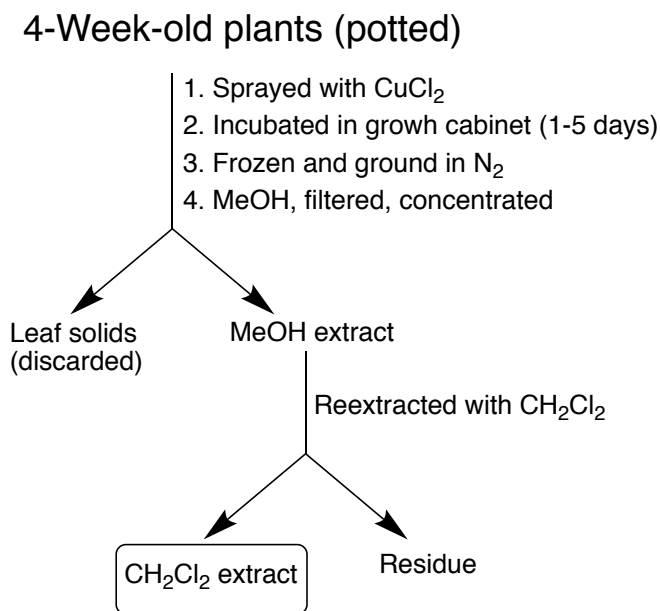 4-Week-old plants (potted)
1. Sprayed with CuCl₂
2. Incubated in growh cabinet (1-5 days)
3. Frozen and ground in N₂
4. MeOH, filtered, concentrated
Leaf solids
(discarded)
MeOH extract
Reextracted with CH₂Cl₂
CH₂Cl₂ extract
Residue